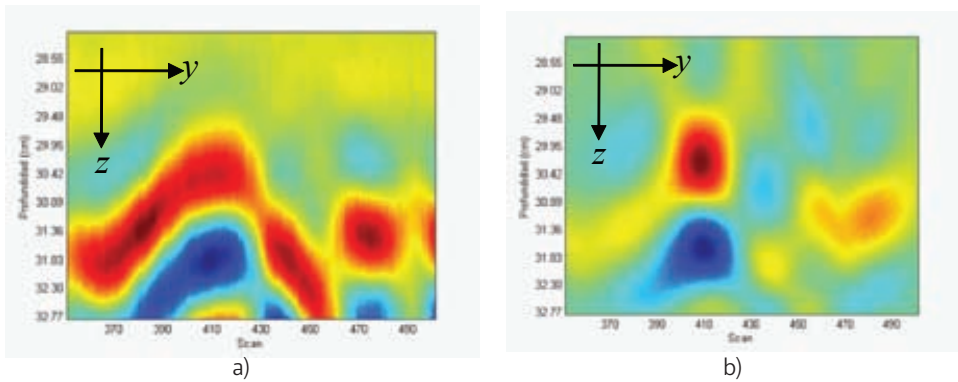 28.55
29.02
29.48
29.95
30.42
30.89
31.36
31.83
32.30
32.77
Profundidad (cm)
y
z
370 390 410 430 450 470 490
Scan
a)
28.55
29.02
29.48
29.95
30.42
30.89
31.36
31.83
32.30
32.77
Profundidad (cm)
y
z
370 390 410 430 450 470 490
Scan
b)